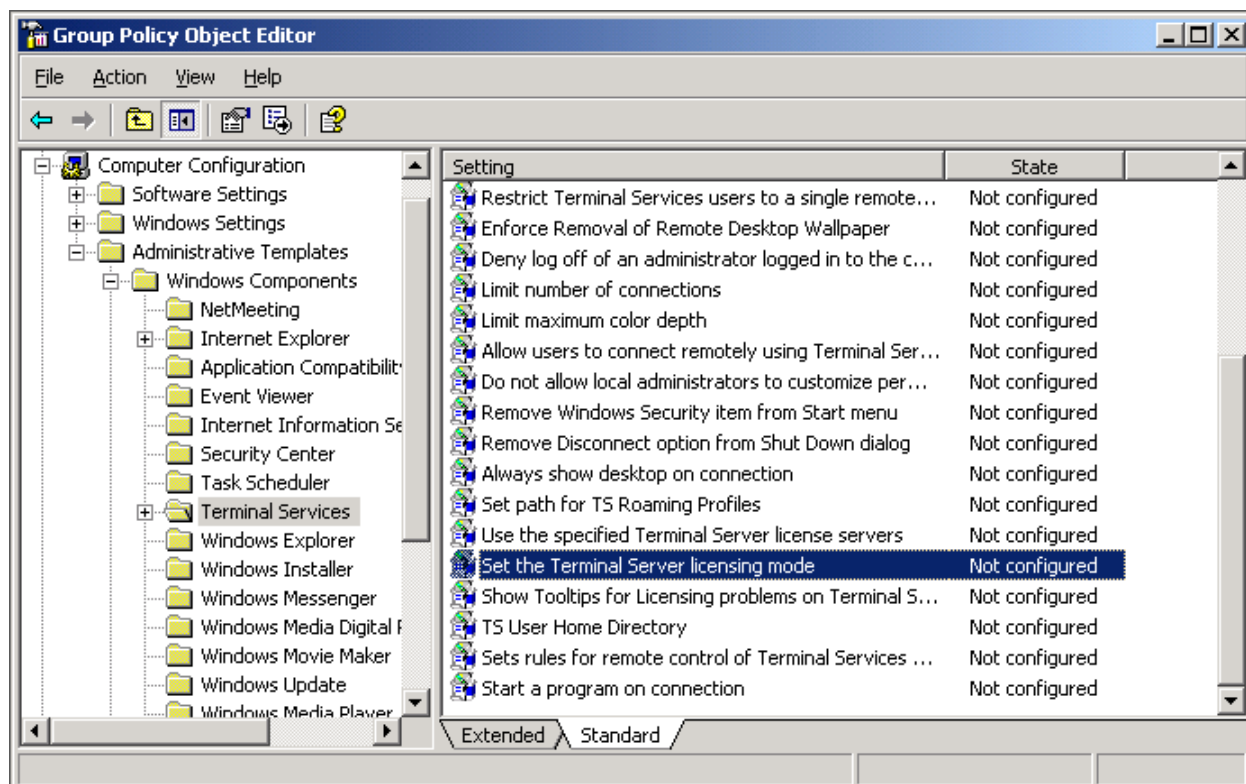 Group Policy Object Editor
File Action View Help
Computer Configuration
Software Settings
Windows Settings
Administrative Templates
Windows Components
NetMeeting
Internet Explorer
Application Compatibilit
Event Viewer
Internet Information Se
Security Center
Task Scheduler
Terminal Services
Windows Explorer
Windows Installer
Windows Messenger
Windows Media Digital
Windows Movie Maker
Windows Update
Windows Media Player
Setting State
Restrict Terminal Services users to a single remote... Not configured
Enforce Removal of Remote Desktop Wallpaper Not configured
Deny log off of an administrator logged in to the c... Not configured
Limit number of connections Not configured
Limit maximum color depth Not configured
Allow users to connect remotely using Terminal Ser... Not configured
Do not allow local administrators to customize per... Not configured
Remove Windows Security item from Start menu Not configured
Remove Disconnect option from Shut Down dialog Not configured
Always show desktop on connection Not configured
Set path for TS Roaming Profiles Not configured
Use the specified Terminal Server license servers Not configured
Set the Terminal Server licensing mode Not configured
Show Tooltips for Licensing problems on Terminal S... Not configured
TS User Home Directory Not configured
Sets rules for remote control of Terminal Services ... Not configured
Start a program on connection Not configured
Extended Standard